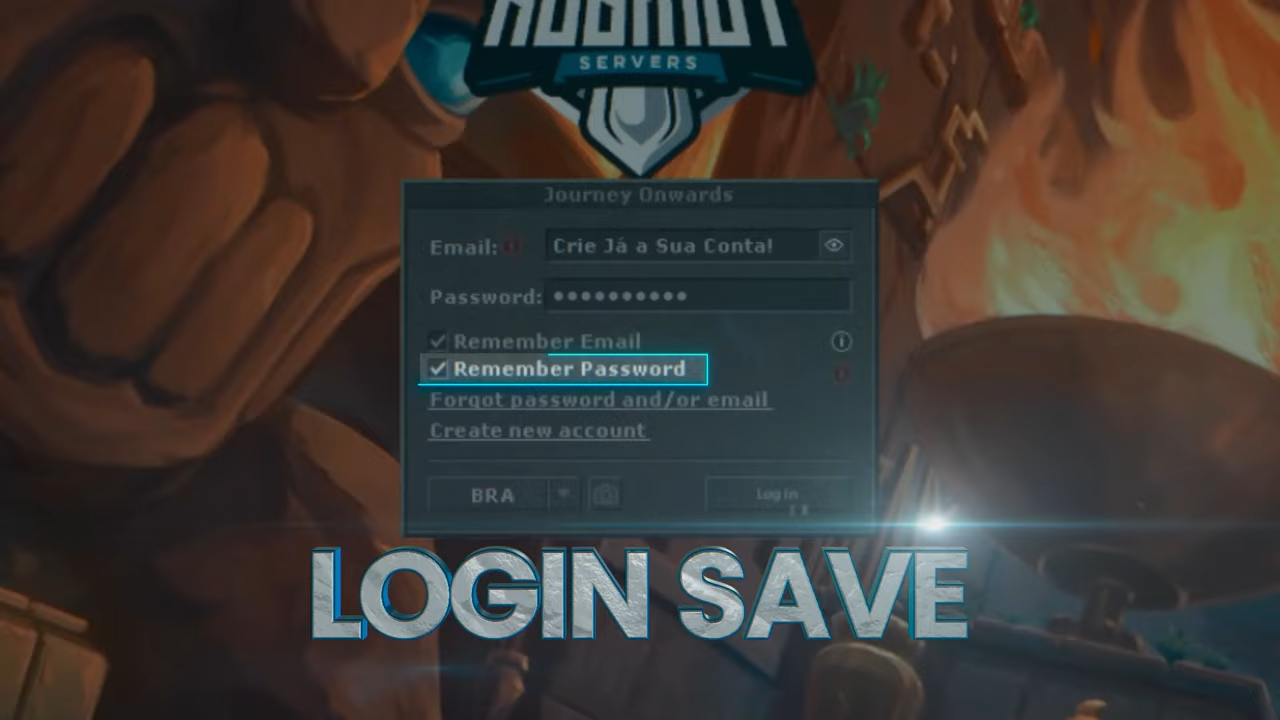 SERVERS
Journey Onwards
Email:
Crie Já a Sua Conta!
Password:
Remember Email
Remember Password
Forgot password and/or email
Create new account
BRA
Log in
LOGIN SAVE